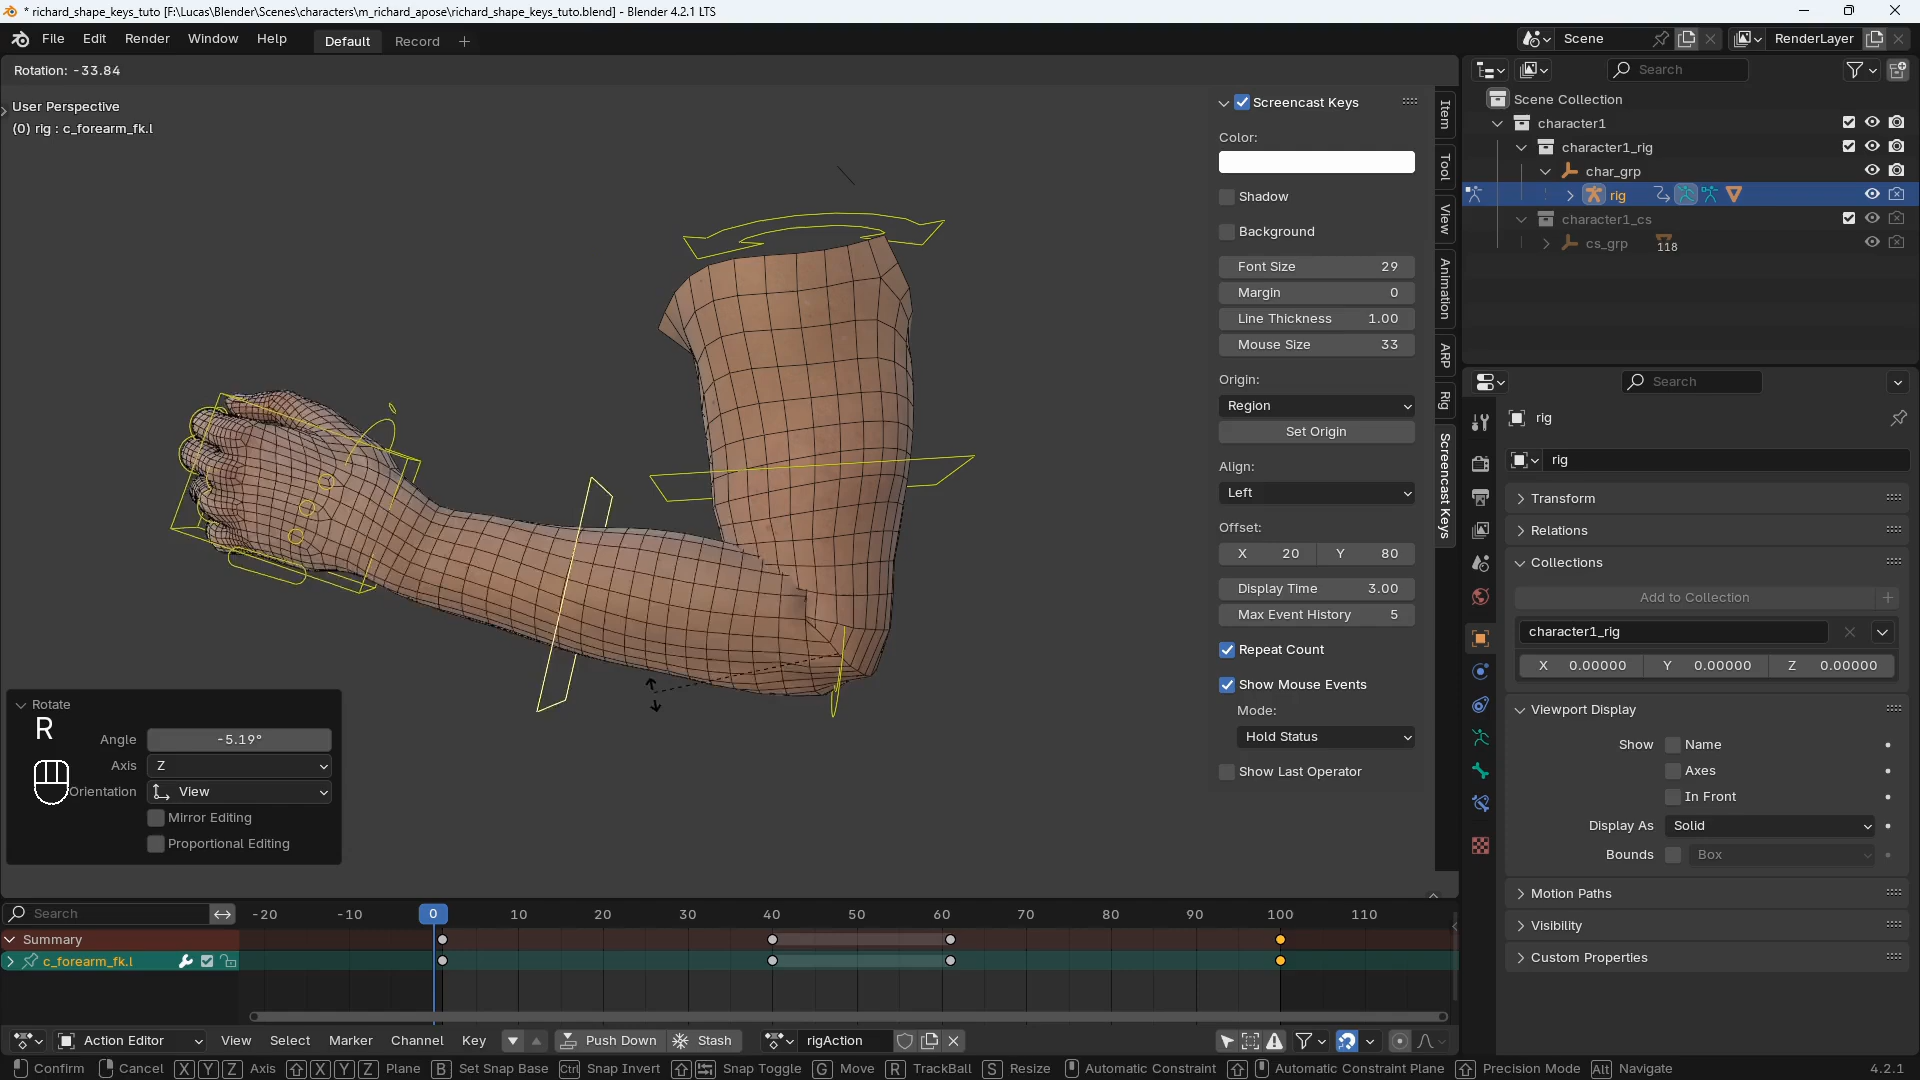 * richard_shape_keys_tuto [F:\Lucas\Blender\Scenes\characters\m_richard_apose\richard_shape_keys_tuto.blend] - Blender 4.2.1 LTS
File Edit Render Window Help Default Record +
Scene RenderLayer
Rotation: -33.84
User Perspective
(0) rig : c_forearm_fk.l
Screencast Keys
Color:
Shadow
Background
Font Size 29
Margin 0
Line Thickness 1.00
Mouse Size 33
Origin:
Region
Set Origin
Align:
Left
Offset:
X 20 Y 80
Display Time 3.00
Max Event History 5
Repeat Count
Show Mouse Events
Mode:
Hold Status
Show Last Operator
Item
Tool
View
Animation
ARP
Rig
Screencast Keys
Search
Scene Collection
character1
character1_rig
char_grp
rig
character1_cs
cs_grp 118
Search
rig
rig
Transform
Relations
Collections
Add to Collection
character1_rig
X 0.00000 Y 0.00000 Z 0.00000
Viewport Display
Show Name
Axes
In Front
Display As Solid
Bounds Box
Motion Paths
Visibility
Custom Properties
Rotate
R
Angle -5.19°
Axis Z
Orientation View
Mirror Editing
Proportional Editing
Search -20 -10 0 10 20 30 40 50 60 70 80 90 100 110
Summary
c_forearm_fk.l
Action Editor View Select Marker Channel Key Push Down Stash rigAction
Confirm Cancel X Y Z Axis X Y Z Plane B Set Snap Base Ctrl Snap Invert Snap Toggle G Move R TrackBall S Resize Automatic Constraint Automatic Constraint Plane Precision Mode Alt Navigate 4.2.1